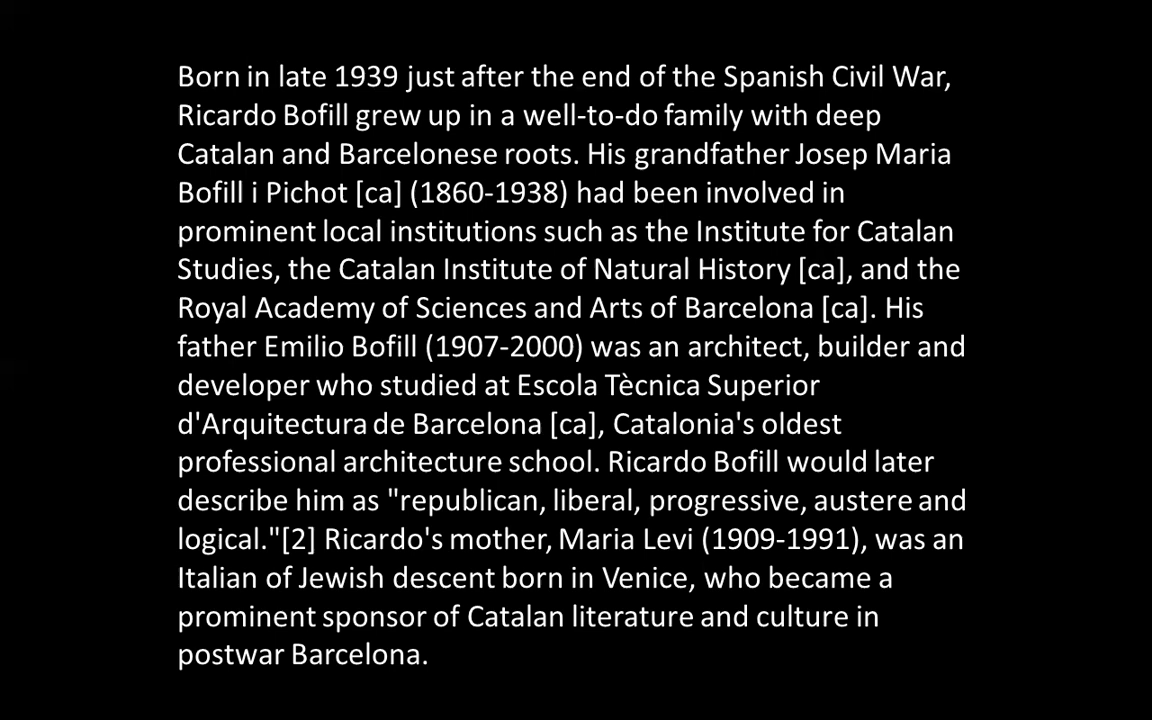 Born in late 1939 just after the end of the Spanish Civil War,
Ricardo Bofill grew up in a well-to-do family with deep
Catalan and Barcelonese roots. His grandfather Josep Maria
Bofill i Pichot [ca] (1860-1938) had been involved in
prominent local institutions such as the Institute for Catalan
Studies, the Catalan Institute of Natural History [ca], and the
Royal Academy of Sciences and Arts of Barcelona [ca]. His
father Emilio Bofill (1907-2000) was an architect, builder and
developer who studied at Escola Tècnica Superior
d'Arquitectura de Barcelona [ca], Catalonia's oldest
professional architecture school. Ricardo Bofill would later
describe him as "republican, liberal, progressive, austere and
logical."[2] Ricardo's mother, Maria Levi (1909-1991), was an
Italian of Jewish descent born in Venice, who became a
prominent sponsor of Catalan literature and culture in
postwar Barcelona.